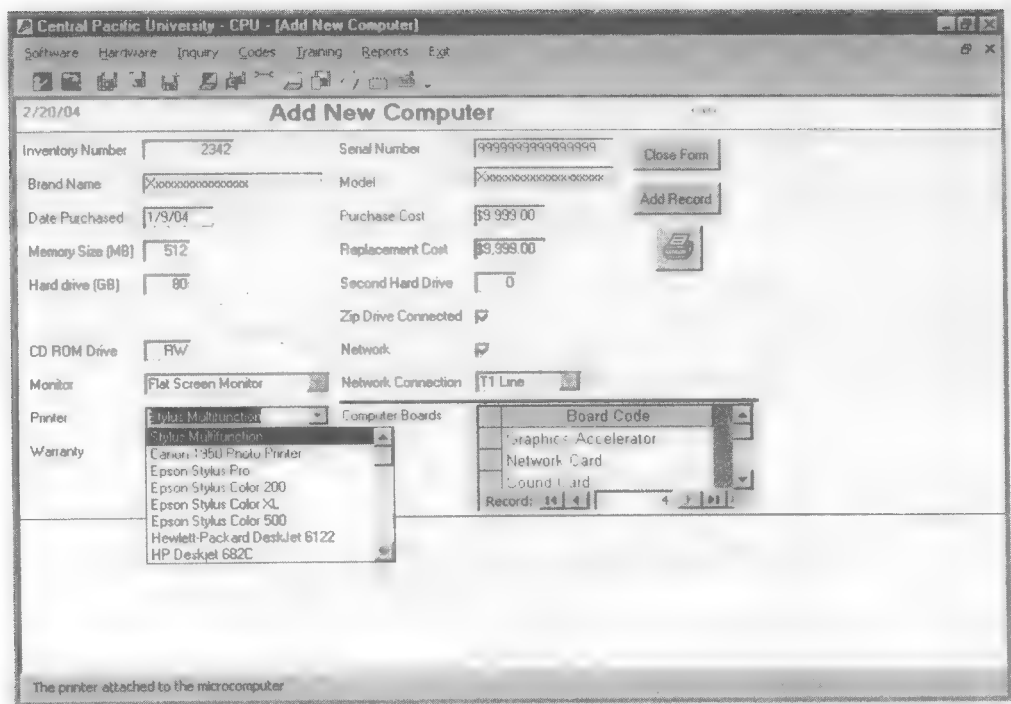 Central Pacific University - CPU - [Add New Computer]
Software Hardware Inquiry Codes Training Reports Exit
2/20/04 Add New Computer
Inventory Number 2342 Serial Number 9999999999999999 Close Form
Brand Name Xxxxxxxxxxxxxxx Model Xxxxxxxxxxxxxxxxxxx
Add Record
Date Purchased 1/9/04 Purchase Cost $9 999 00
Memory Size (MB) 512 Replacement Cost $9,999.00
Hard drive (GB) 80 Second Hard Drive 0
Zip Drive Connected
CD ROM Drive RW Network
Monitor Flat Screen Monitor Network Connection T1 Line
Printer Stylus Multifunction Computer Boards Board Code
Stylus Multifunction Graphics Accelerator
Warranty Canon 1950 Photo Printer Network Card
Epson Stylus Pro Sound Card
Epson Stylus Color 200 Record: 4
Epson Stylus Color XL
Epson Stylus Color 500
Hewlett-Packard DeskJet 6122
HP Deskjet 682C
The printer attached to the microcomputer